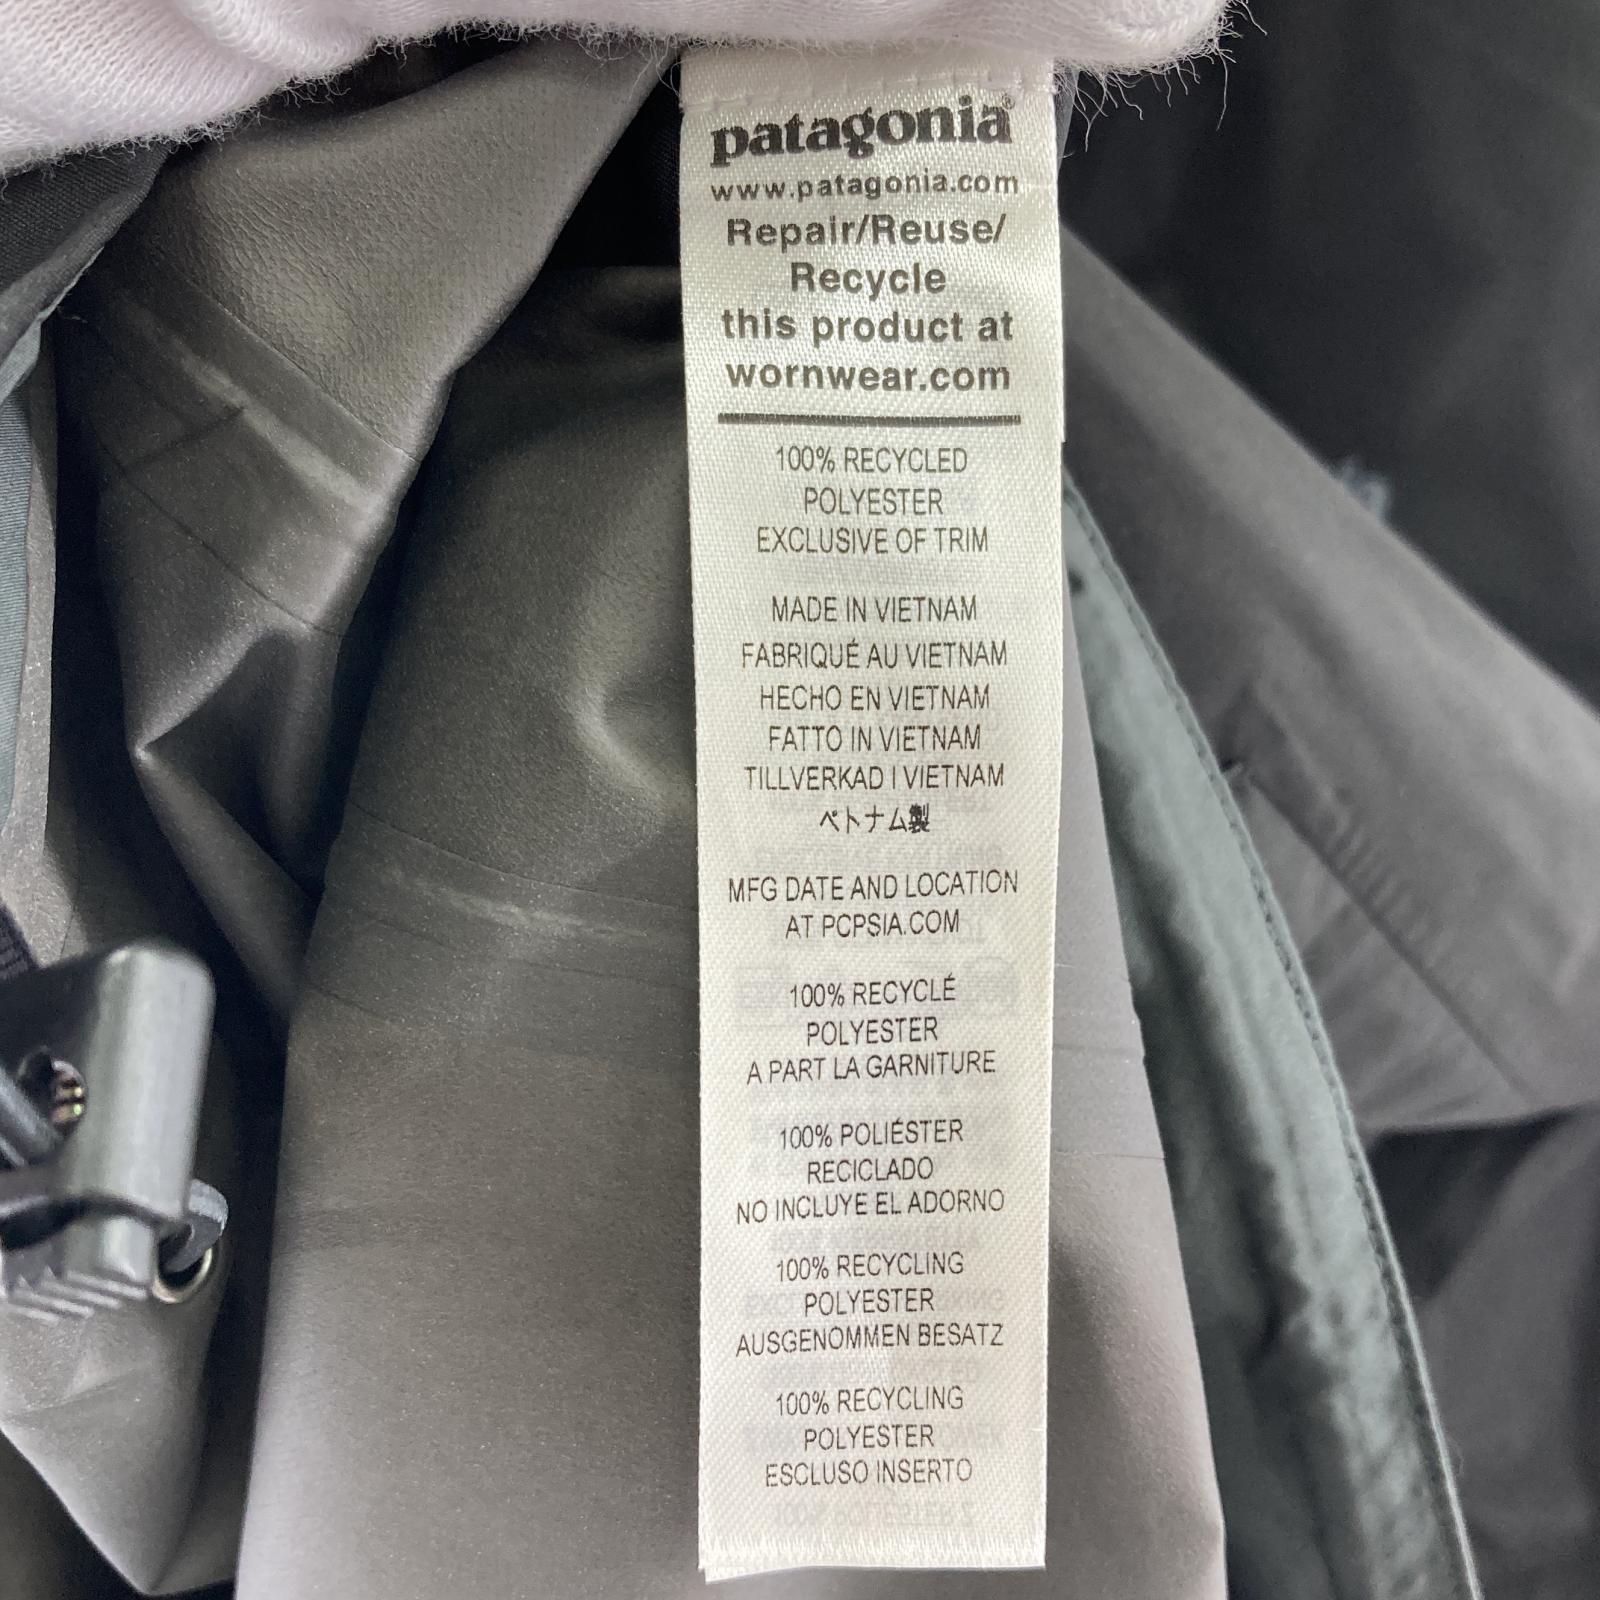 patagonia®
www.patagonia.com
Repair/Reuse/
Recycle
this product at
wornwear.com
100% RECYCLED
POLYESTER
EXCLUSIVE OF TRIM
MADE IN VIETNAM
FABRIQUÉ AU VIETNAM
HECHO EN VIETNAM
FATTO IN VIETNAM
TILLVERKAD I VIETNAM
ベトナム製
MFG DATE AND LOCATION
AT PCPSIA.COM
100% RECYCLÉ
POLYESTER
A PART LA GARNITURE
100% POLIÉSTER
RECICLADO
NO INCLUYE EL ADORNO
100% RECYCLING
POLYESTER
AUSGENOMMEN BESATZ
100% RECYCLING
POLYESTER
ESCLUSO INSERTO